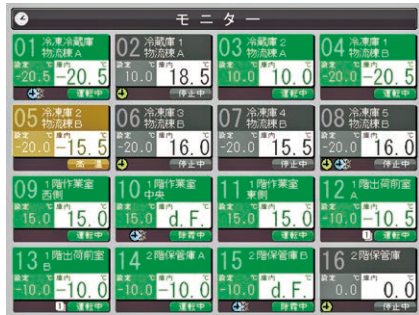 モニター
01 冷凍冷蔵庫 物流棟A
設定 ℃ 庫内 ℃
-20.5 -20.5
運転中
02 冷蔵庫1 物流棟A
設定 ℃ 庫内 ℃
10.0 18.5
停止中
03 冷蔵庫2 物流棟A
設定 ℃ 庫内 ℃
10.0 10.0
運転中
04 冷凍庫1 物流棟B
設定 ℃ 庫内 ℃
-20.0 -20.5
運転中
05 冷凍庫2 物流棟B
設定 ℃ 庫内 ℃
-20.0 -15.5
高温
06 冷凍庫3 物流棟B
設定 ℃ 庫内 ℃
-20.0 16.0
停止中
07 冷凍庫4 物流棟B
設定 ℃ 庫内 ℃
-20.0 15.5
停止中
08 冷凍庫5 物流棟B
設定 ℃ 庫内 ℃
-20.0 16.0
停止中
09 1階作業室 西側
設定 ℃ 庫内 ℃
15.0 15.0
運転中
10 1階作業室 中央
設定 ℃ 庫内 ℃
15.0 d.F.
除霜中
11 1階作業室 東側
設定 ℃ 庫内 ℃
15.0 15.0
運転中
12 1階出荷前室 A
設定 ℃ 庫内 ℃
-10.0 -10.5
1 運転中
13 1階出荷前室 B
設定 ℃ 庫内 ℃
-10.0 -10.0
1 運転中
14 2階保管庫A
設定 ℃ 庫内 ℃
-10.0 -10.0
運転中
15 2階保管庫B
設定 ℃ 庫内 ℃
-10.0 d.F.
除霜中
16 2階保管庫
設定 ℃ 庫内 ℃
0.0 0.0
停止中